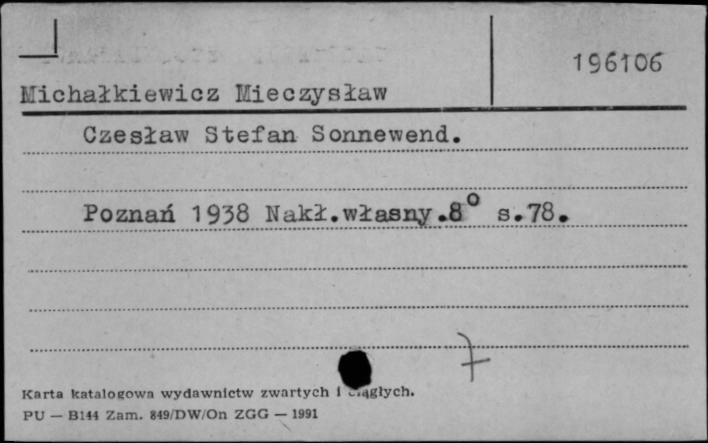 196106
Michałkiewicz Mieczysław
Czesław Stefan Sonnewend.
Poznań 1938 Nakł.własny.8° s.78.
7
Karta katalogowa wydawnictw zwartych i ciągłych.
PU — B144 Zam. 849/DW/On ZGG — 1991